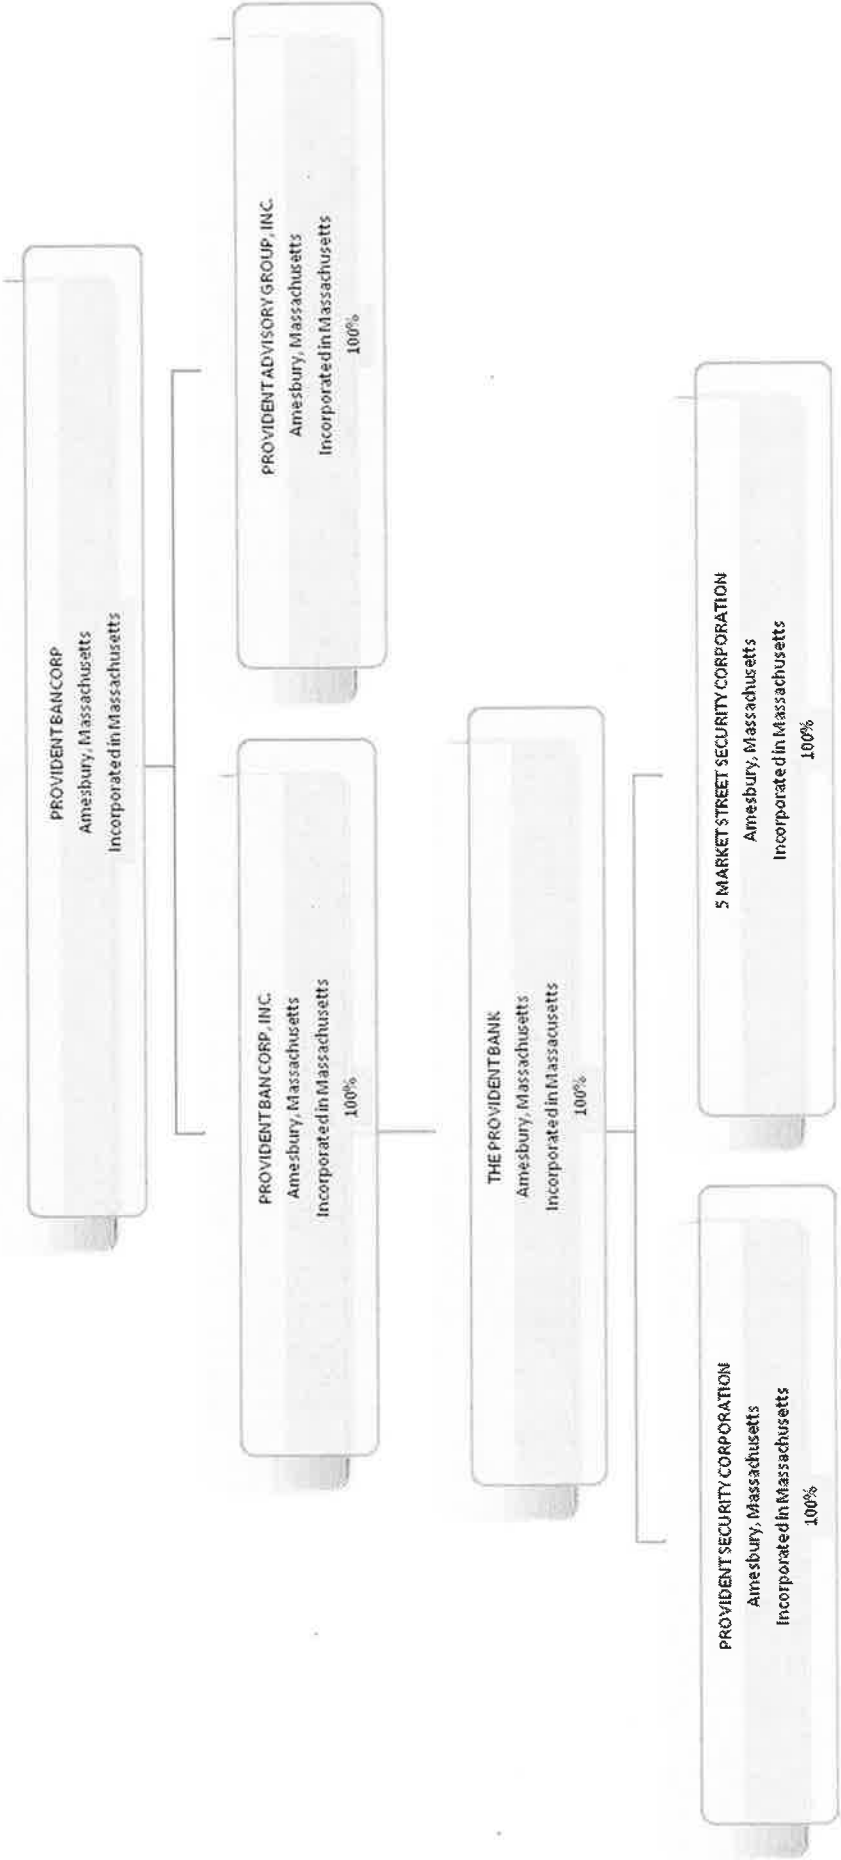 PROVIDENT BANCORP
Amesbury, Massachusetts
Incorporated in Massachusetts
PROVIDENT BANCORP, INC.
Amesbury, Massachusetts
Incorporated in Massachusetts
100%
PROVIDENT ADVISORY GROUP, INC.
Amesbury, Massachusetts
Incorporated in Massachusetts
100%
THE PROVIDENT BANK
Amesbury, Massachusetts
Incorporated in Massacusetts
100%
PROVIDENT SECURITY CORPORATION
Amesbury, Massachusetts
Incorporated in Massachusetts
100%
5 MARKET STREET SECURITY CORPORATION
Amesbury, Massachusetts
Incorporated in Massachusetts
100%